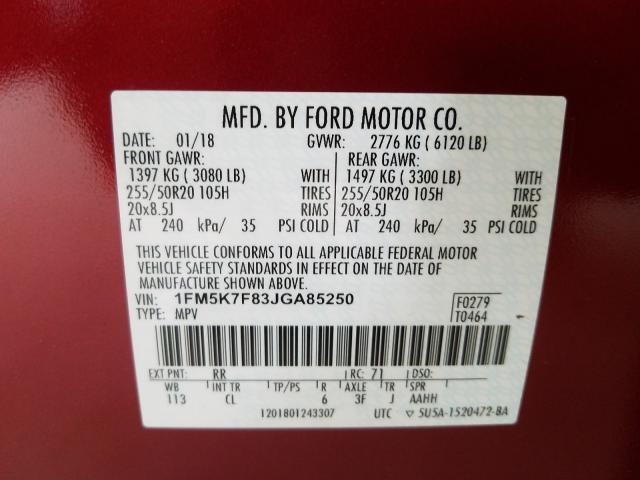 MFD. BY FORD MOTOR CO.
DATE: 01/18 GVWR: 2776 KG ( 6120 LB)
FRONT GAWR: REAR GAWR:
1397 KG ( 3080 LB) WITH 1497 KG ( 3300 LB) WITH
255/50R20 105H TIRES 255/50R20 105H TIRES
20x8.5J RIMS 20x8.5J RIMS
AT 240 kPa/ 35 PSI COLD AT 240 kPa/ 35 PSI COLD
THIS VEHICLE CONFORMS TO ALL APPLICABLE FEDERAL MOTOR
VEHICLE SAFETY STANDARDS IN EFFECT ON THE DATE OF
MANUFACTURE SHOWN ABOVE.
VIN: 1FM5K7F83JGA85250 F0279
TYPE: MPV T0464
EXT PNT: RR RC: 71 DSO:
WB INT TR TP/PS R AXLE TR SPR
113 CL 6 3F J AAHH
1201801243307 UTC ▽ 5U5A-1520472-BA